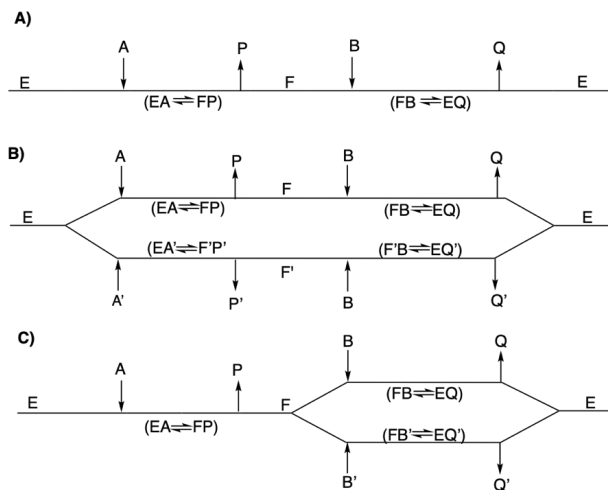 A)
A P B Q
E F E
(EA⇌FP) (FB⇌EQ)
B)
A P B Q
F
(EA⇌FP) (FB⇌EQ)
E E
(EA'⇌F'P') (F'B⇌EQ')
F'
A' P' B Q'
C)
B Q
A P
(FB⇌EQ)
E F E
(EA⇌FP) (FB'⇌EQ')
B' Q'